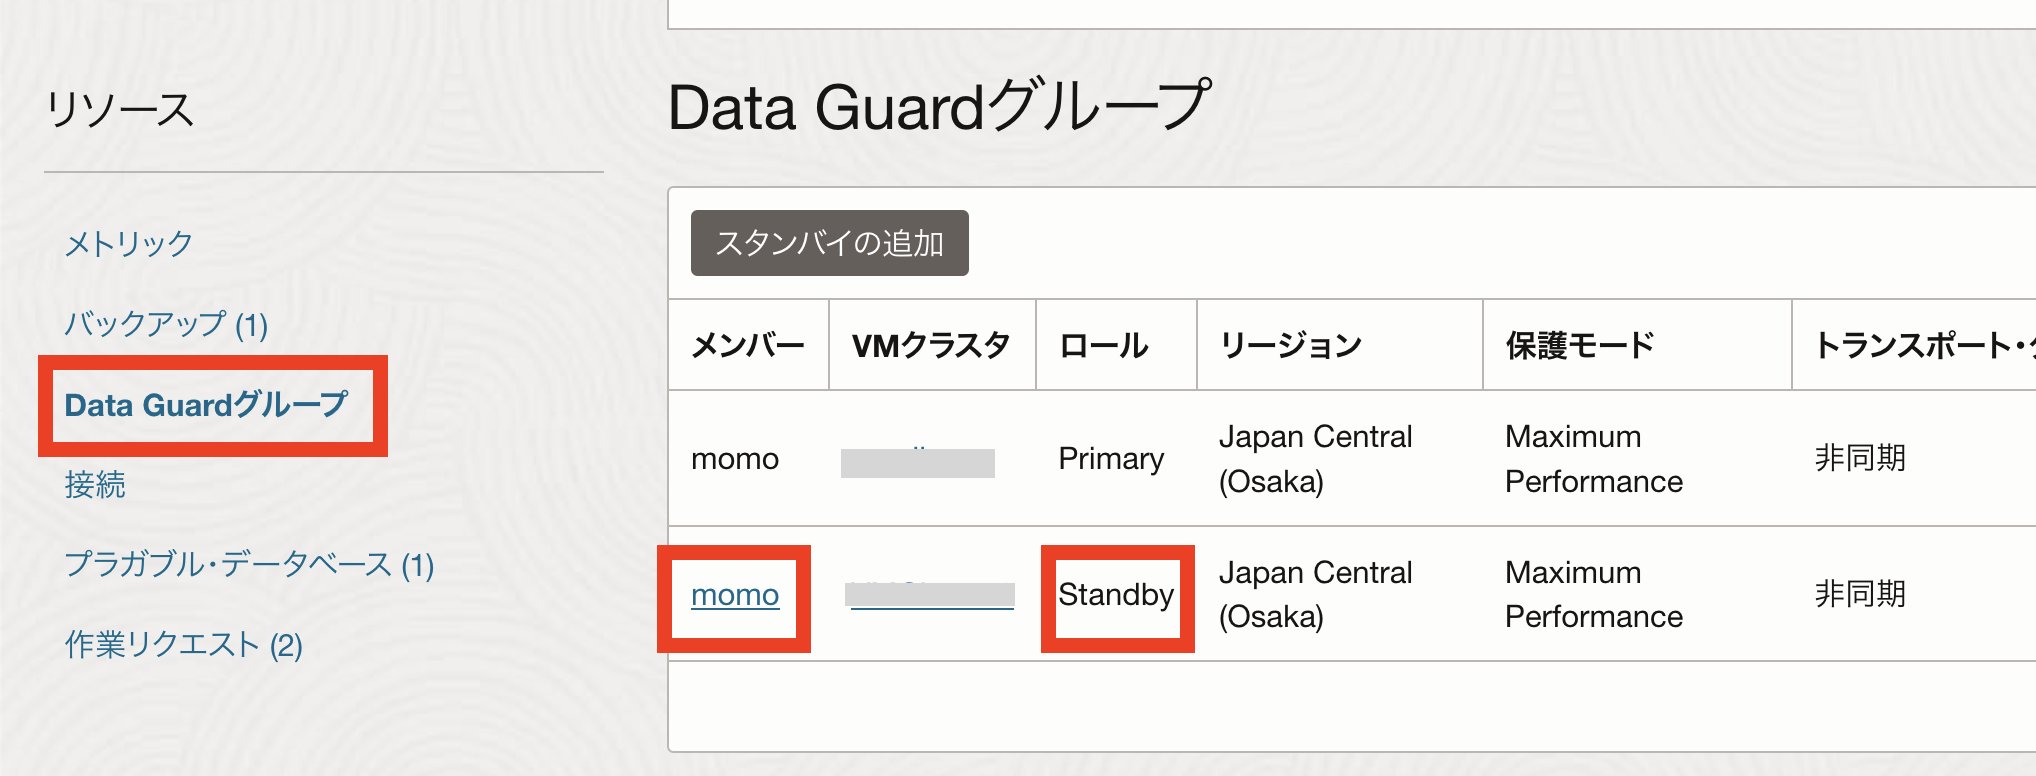 リソース
メトリック
バックアップ (1)
Data Guardグループ
接続
プラガブル・データベース (1)
作業リクエスト (2)
Data Guardグループ
スタンバイの追加
メンバー VMクラスタ ロール リージョン 保護モード トランスポート・
momo Primary Japan Central (Osaka) Maximum Performance 非同期
momo Standby Japan Central (Osaka) Maximum Performance 非同期